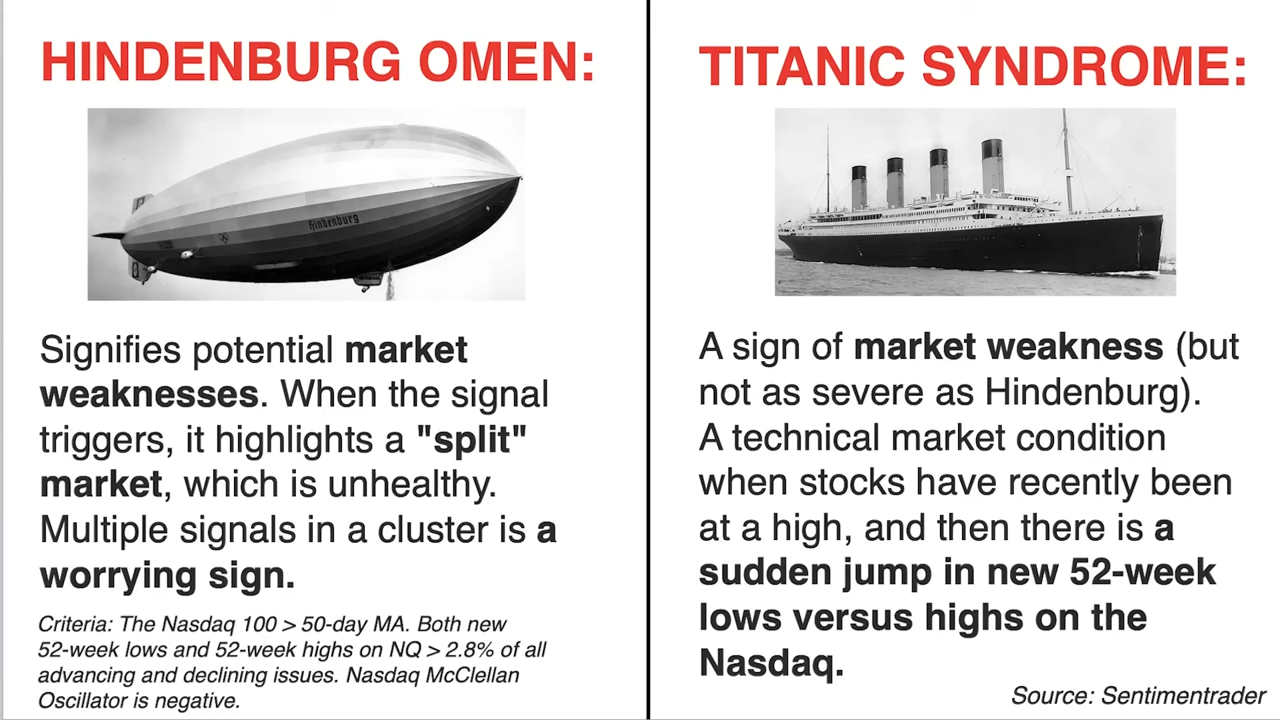 HINDENBURG OMEN:
Hindenburg
Signifies potential market
weaknesses. When the signal
triggers, it highlights a "split"
market, which is unhealthy.
Multiple signals in a cluster is a
worrying sign.
Criteria: The Nasdaq 100 > 50-day MA. Both new
52-week lows and 52-week highs on NQ > 2.8% of all
advancing and declining issues. Nasdaq McClellan
Oscillator is negative.
TITANIC SYNDROME:
A sign of market weakness (but
not as severe as Hindenburg).
A technical market condition
when stocks have recently been
at a high, and then there is a
sudden jump in new 52-week
lows versus highs on the
Nasdaq.
Source: Sentimentrader